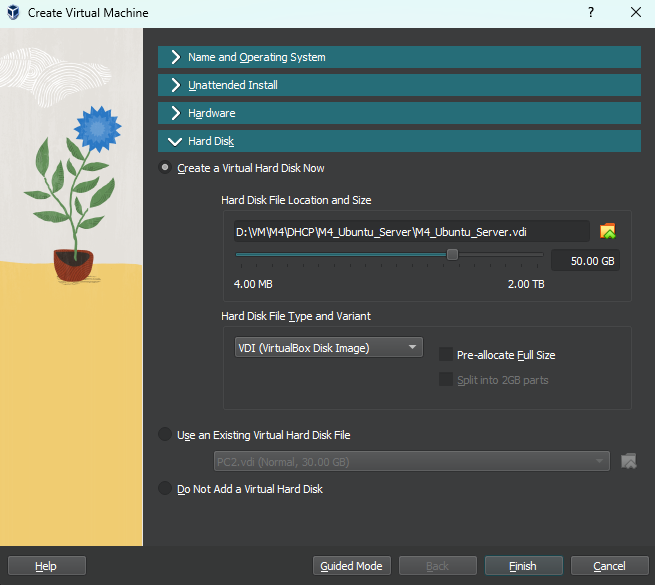 Create Virtual Machine
?
Name and Operating System
Unattended Install
Hardware
Hard Disk
Create a Virtual Hard Disk Now
Hard Disk File Location and Size
D:\VM\M4\DHCP\M4_Ubuntu_Server\M4_Ubuntu_Server.vdi
50.00 GB
4.00 MB 2.00 TB
Hard Disk File Type and Variant
VDI (VirtualBox Disk Image)
Pre-allocate Full Size
Split into 2GB parts
Use an Existing Virtual Hard Disk File
PC2.vdi (Normal, 30.00 GB)
Do Not Add a Virtual Hard Disk
Help Guided Mode Back Finish Cancel